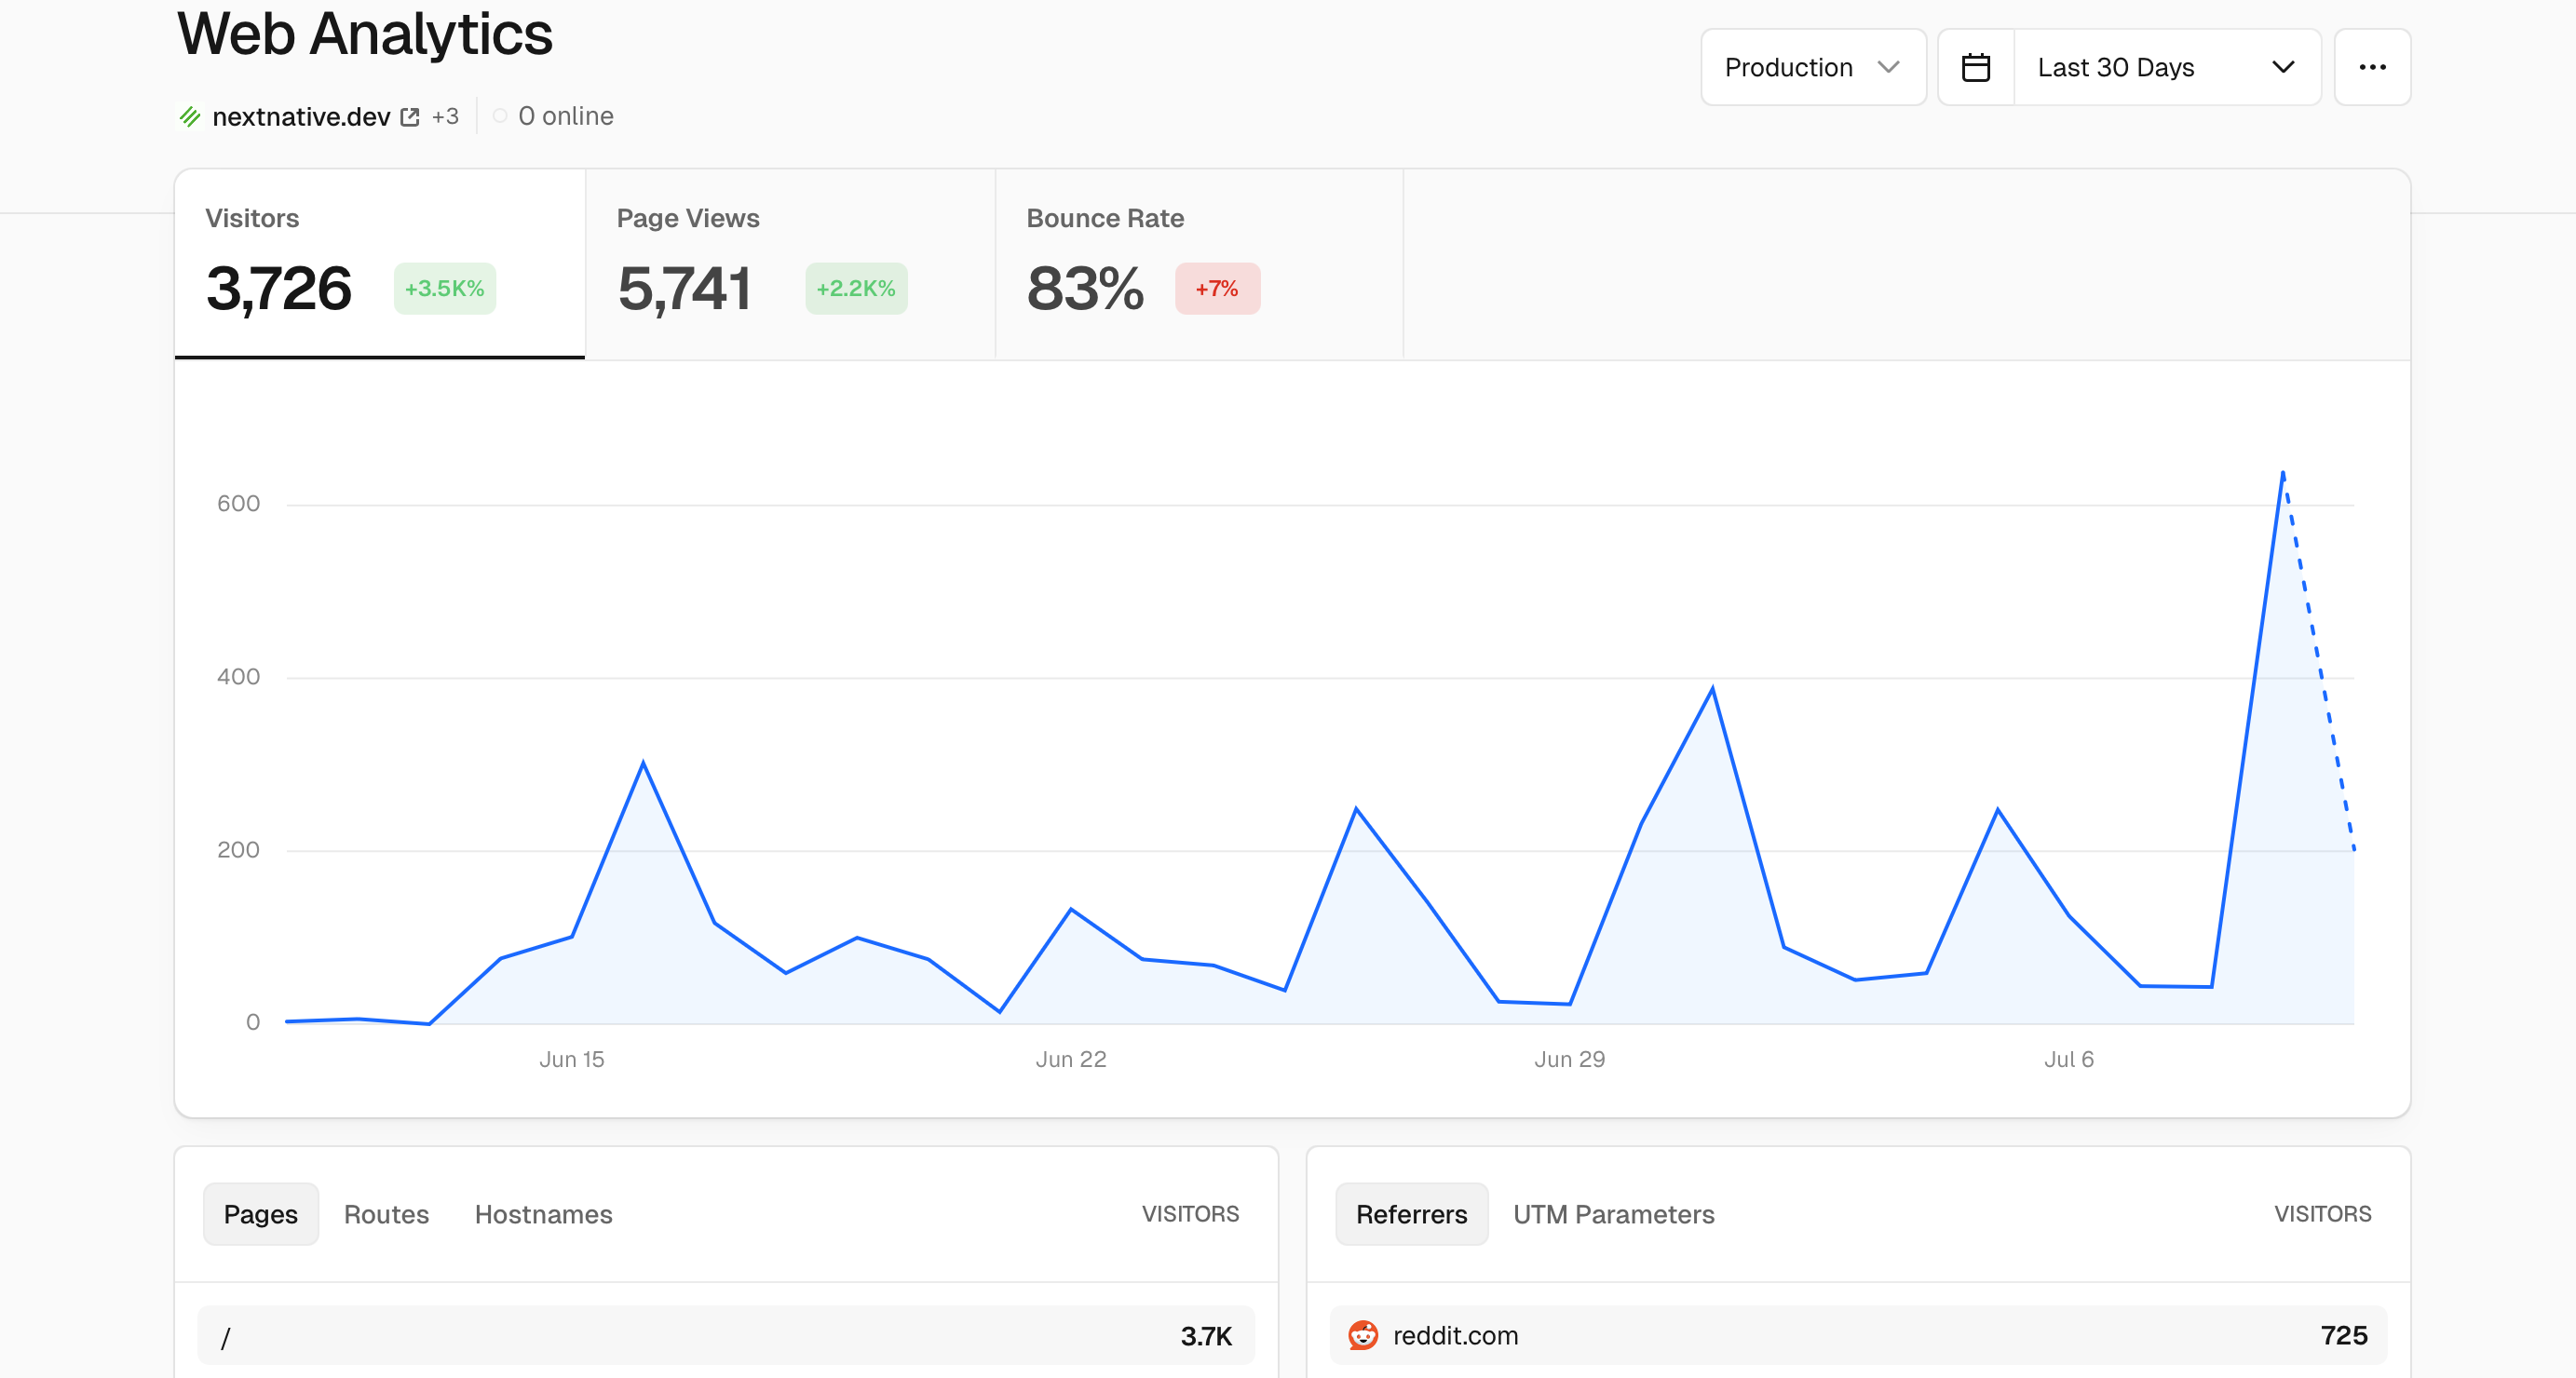 Web Analytics
Production
Last 30 Days
nextnative.dev +3 0 online
Visitors
3,726 +3.5K%
Page Views
5,741 +2.2K%
Bounce Rate
83% +7%
600
400
200
0
Jun 15 Jun 22 Jun 29 Jul 6
Pages Routes Hostnames VISITORS
/ 3.7K
Referrers UTM Parameters VISITORS
reddit.com 725